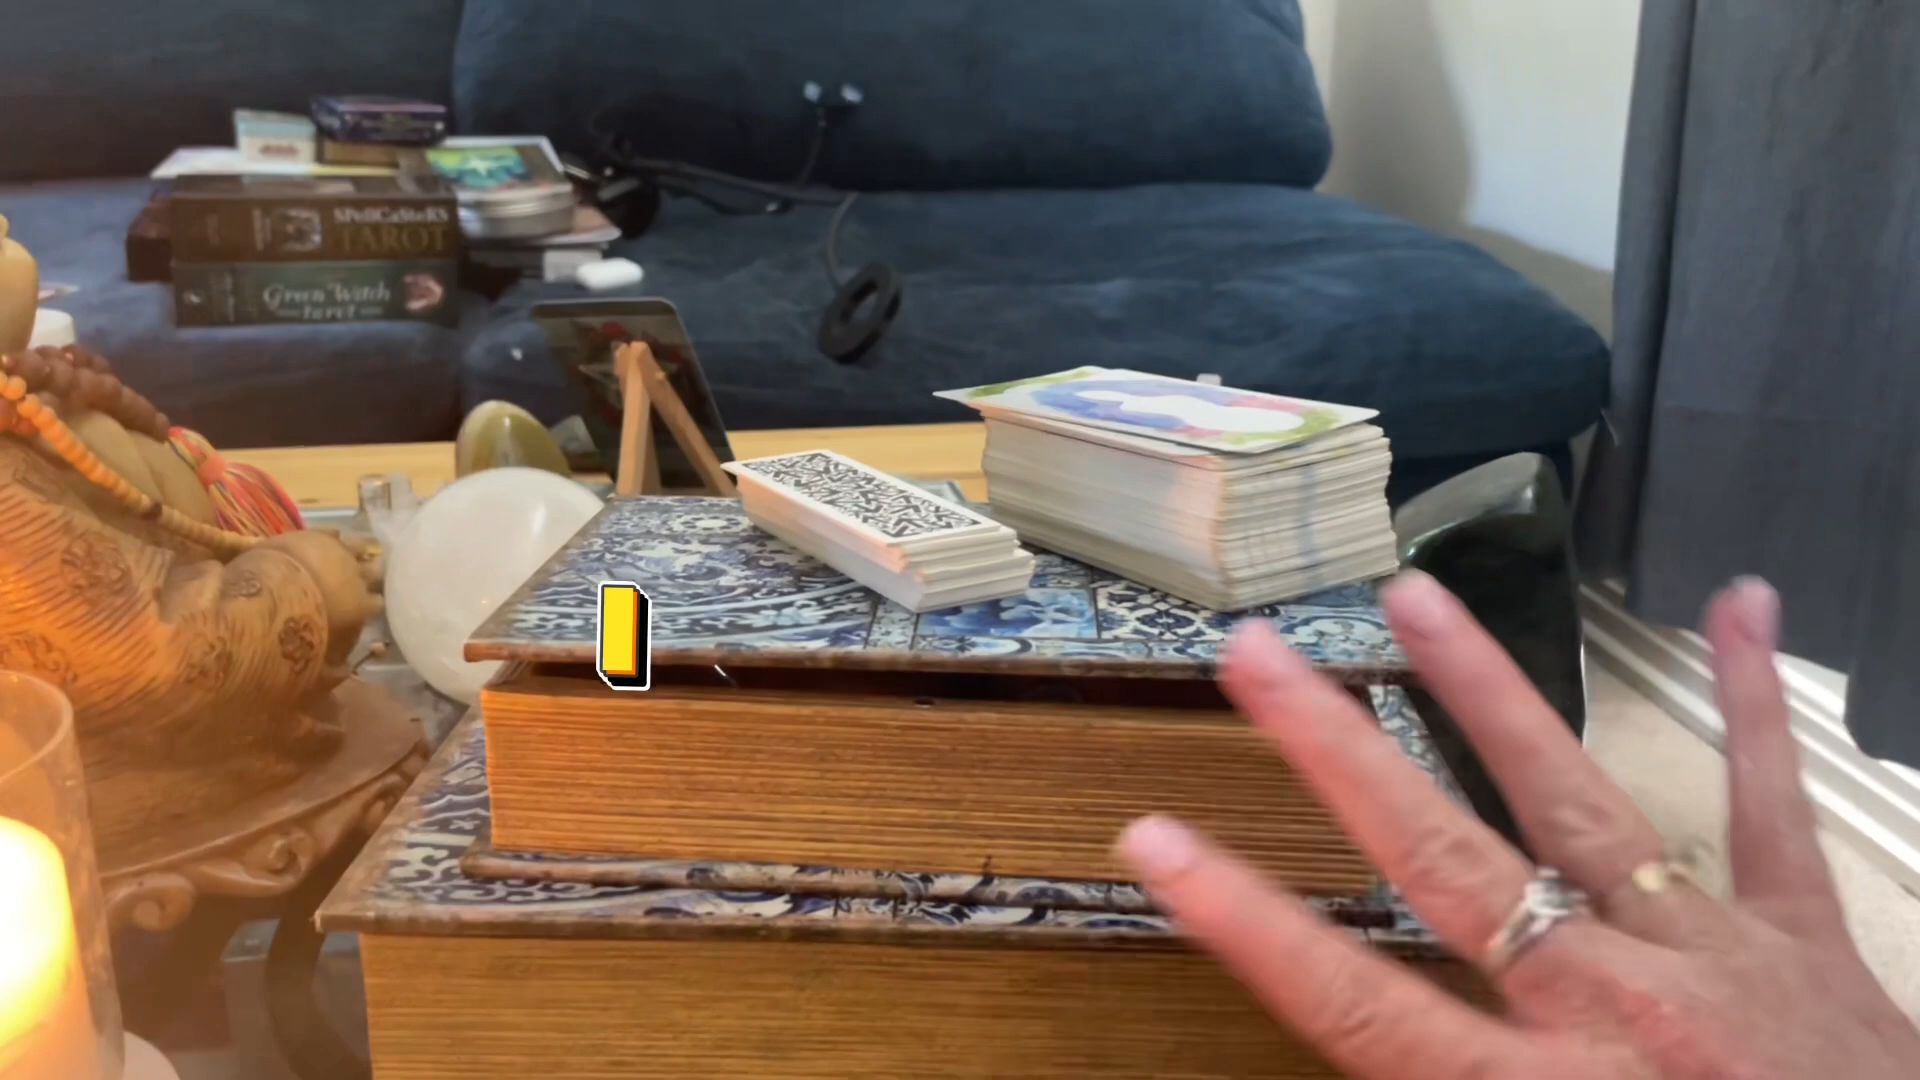 SPellCaSteRS
TAROT
Green Witch
tarot
I